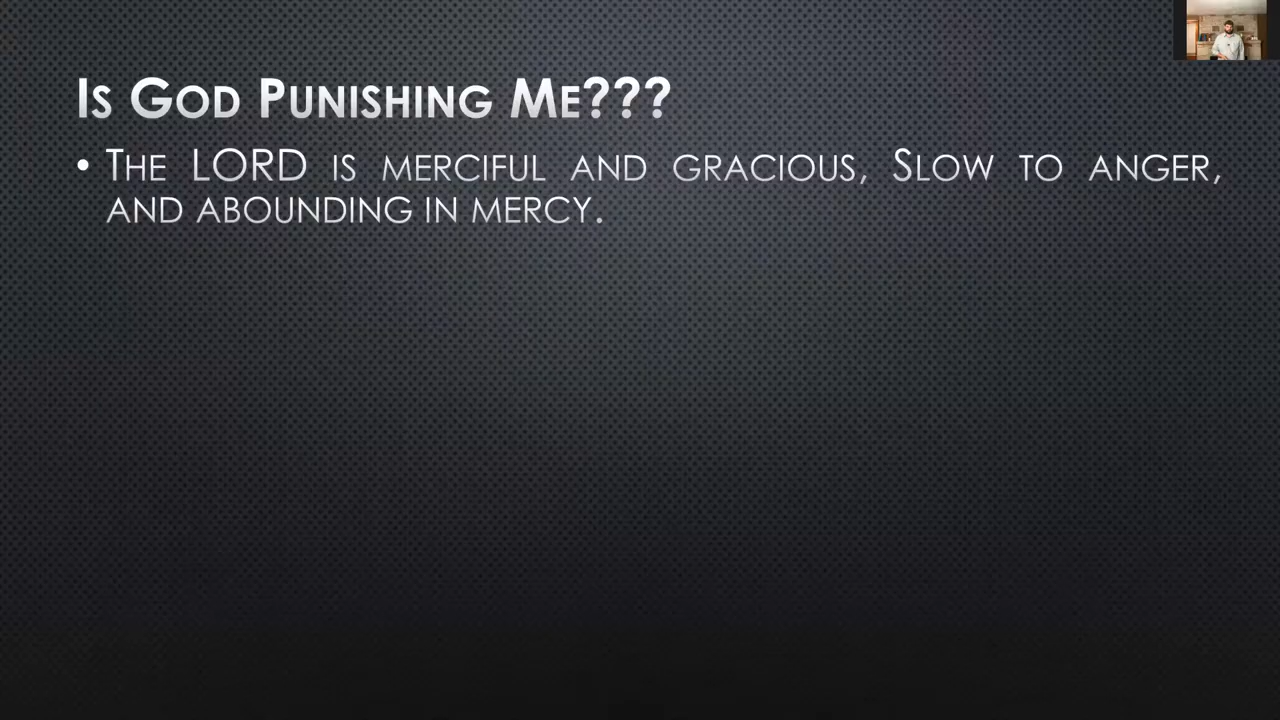 Is God Punishing Me???
• The LORD is merciful and gracious, Slow to anger,
and abounding in mercy.